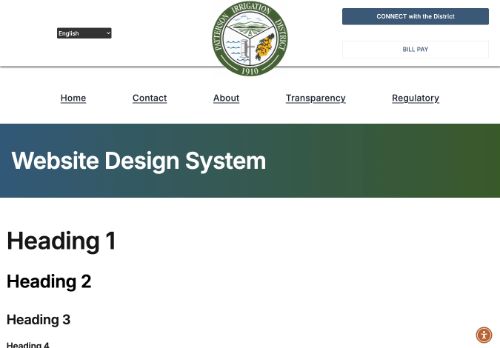 English
PATTERSON IRRIGATION DISTRICT
1910
CONNECT with the District
BILL PAY
Home
Contact
About
Transparency
Regulatory
Website Design System
Heading 1
Heading 2
Heading 3
Heading 4